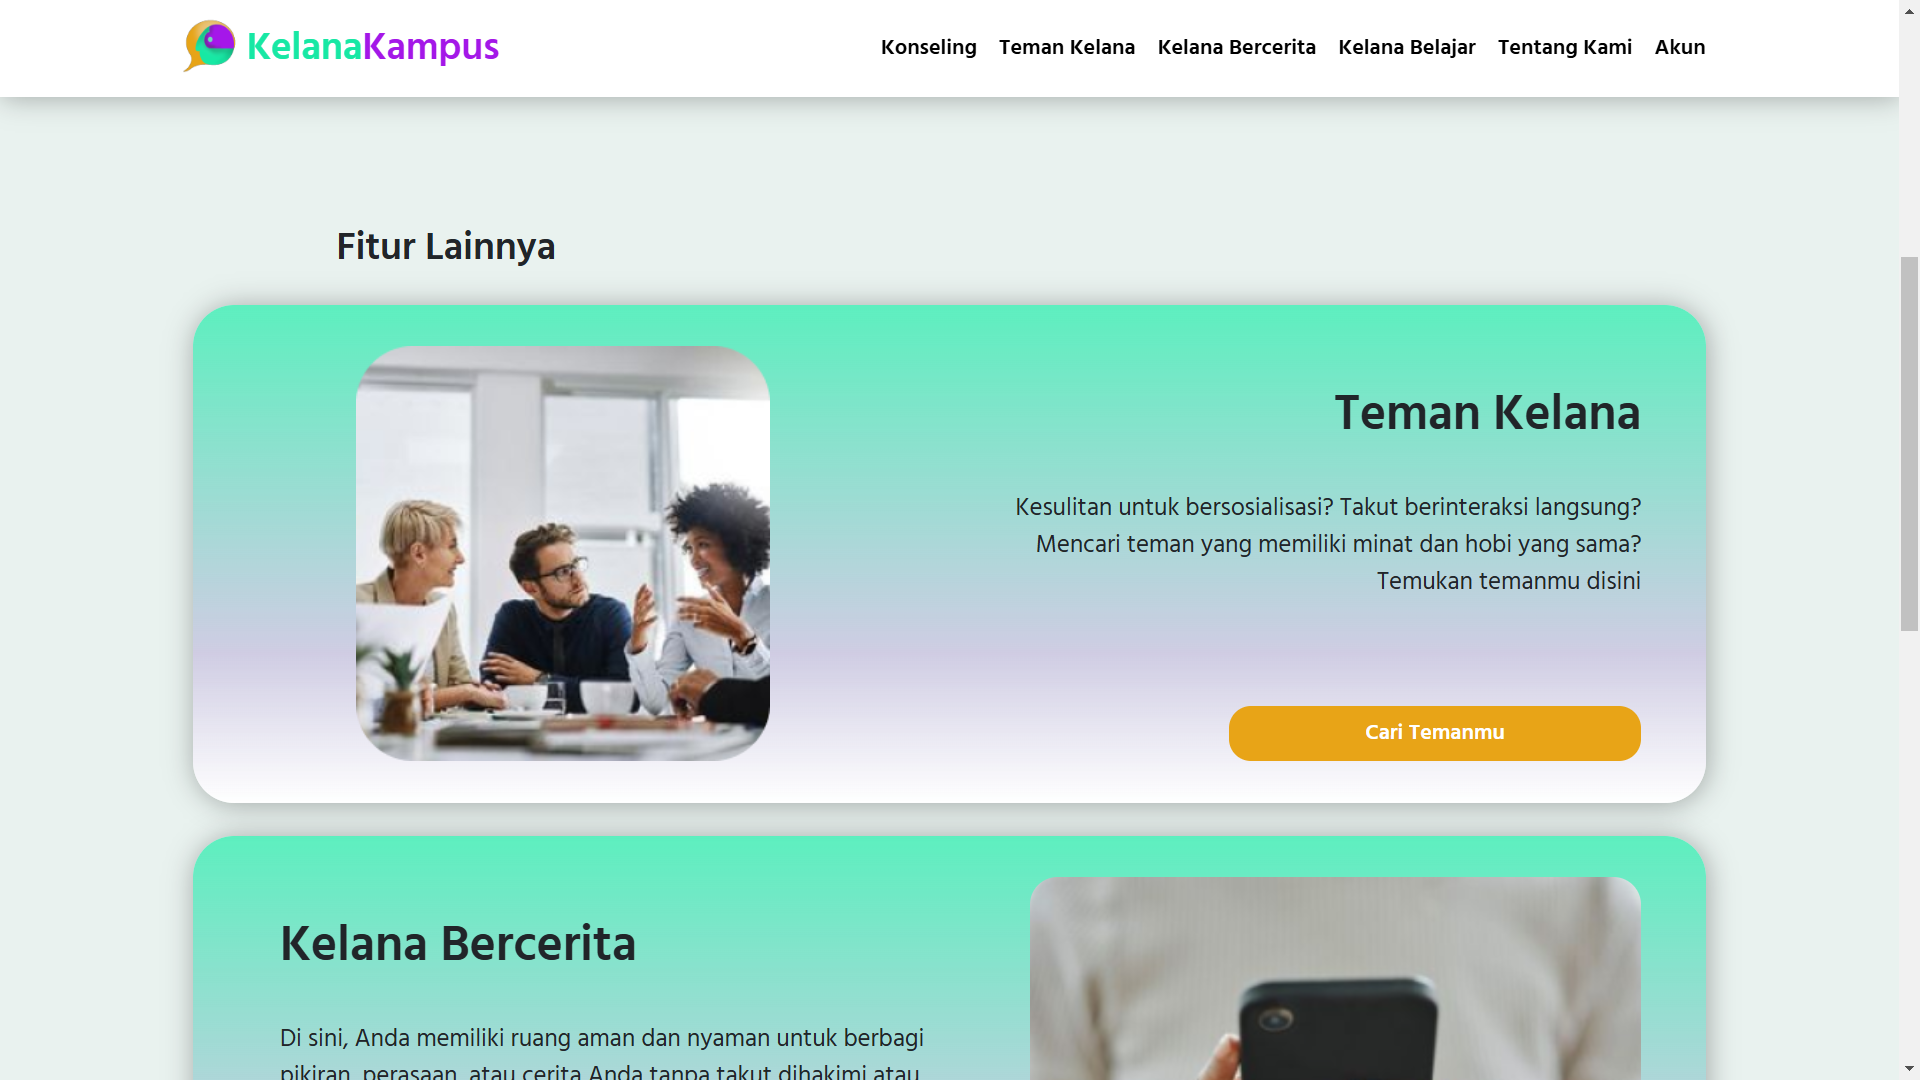 KelanaKampus
Konseling Teman Kelana Kelana Bercerita Kelana Belajar Tentang Kami Akun
Fitur Lainnya
Teman Kelana
Kesulitan untuk bersosialisasi? Takut berinteraksi langsung?
Mencari teman yang memiliki minat dan hobi yang sama?
Temukan temanmu disini
Cari Temanmu
Kelana Bercerita
Di sini, Anda memiliki ruang aman dan nyaman untuk berbagi
pikiran, perasaan, atau cerita Anda tanpa takut dihakimi atau